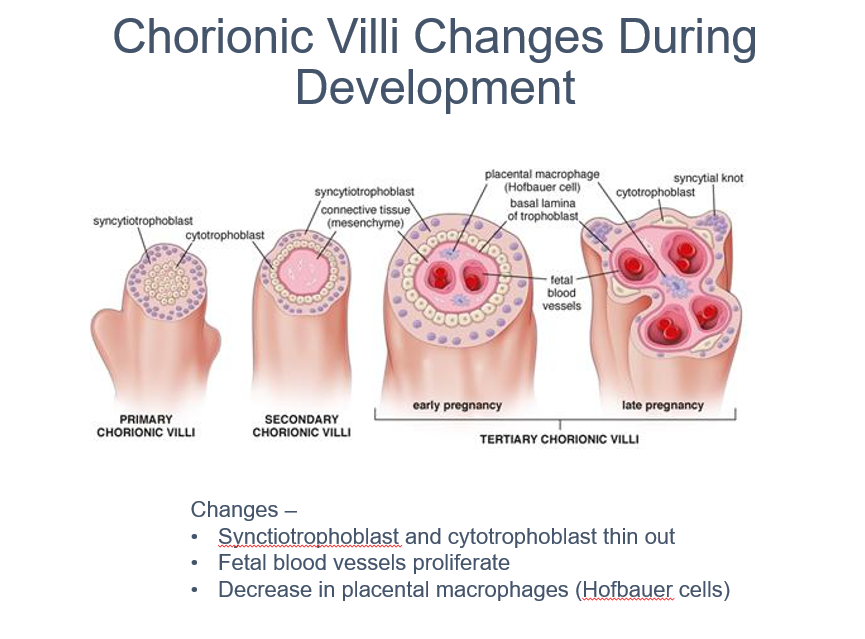 Chorionic Villi Changes During
Development
syncytiotrophoblast
cytotrophoblast
syncytiotrophoblast
connective tissue
(mesenchyme)
placental macrophage
(Hofbauer cell)
basal lamina
of trophoblast
cytotrophoblast
syncytial knot
fetal
blood
vessels
PRIMARY
CHORIONIC VILLI
SECONDARY
CHORIONIC VILLI
early pregnancy
late pregnancy
TERTIARY CHORIONIC VILLI
Changes –
• Synctiotrophoblast and cytotrophoblast thin out
• Fetal blood vessels proliferate
• Decrease in placental macrophages (Hofbauer cells)